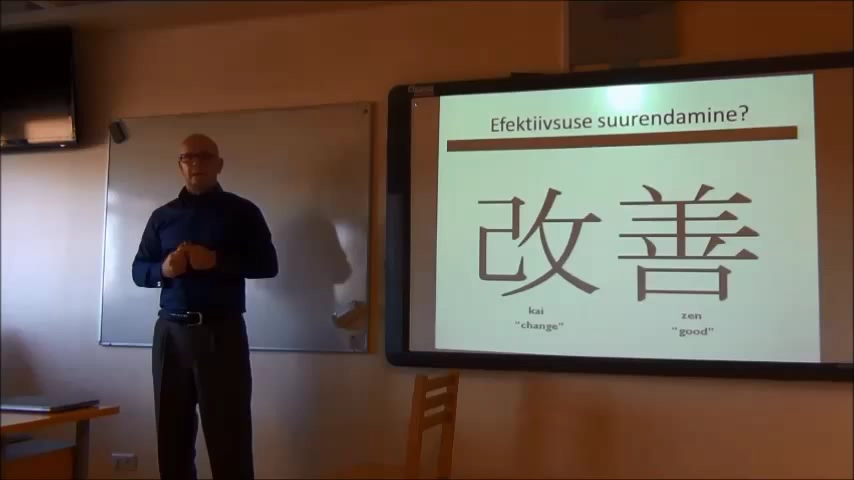 Efektiivsuse suurendamine?
改善
kai zen
"change" "good"